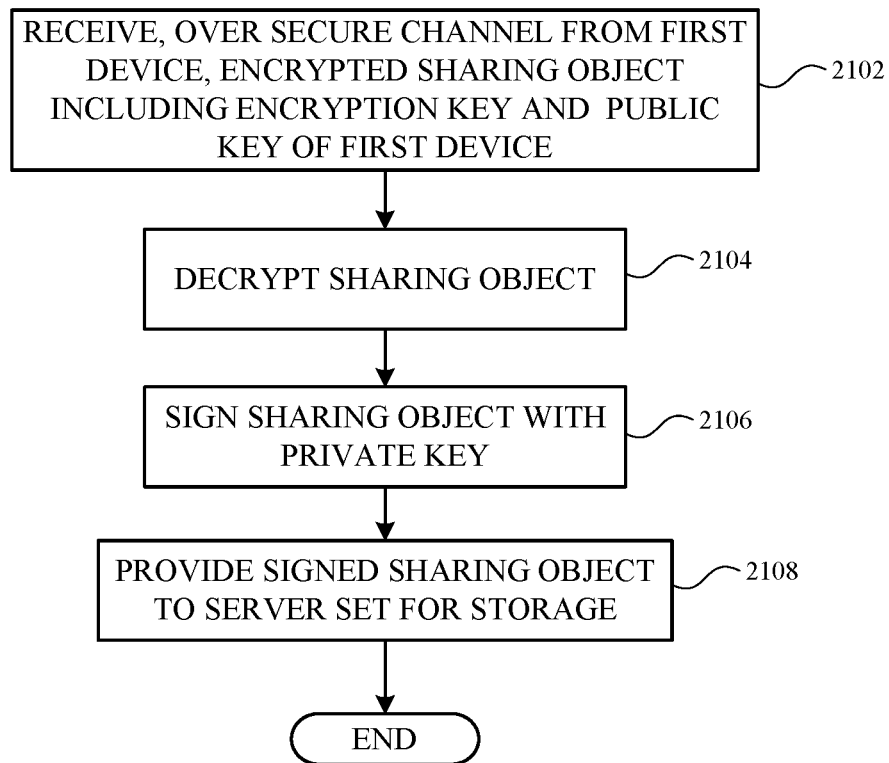 RECEIVE, OVER SECURE CHANNEL FROM FIRST
DEVICE, ENCRYPTED SHARING OBJECT
INCLUDING ENCRYPTION KEY AND PUBLIC
KEY OF FIRST DEVICE
2102
DECRYPT SHARING OBJECT
2104
SIGN SHARING OBJECT WITH
PRIVATE KEY
2106
PROVIDE SIGNED SHARING OBJECT
TO SERVER SET FOR STORAGE
2108
END